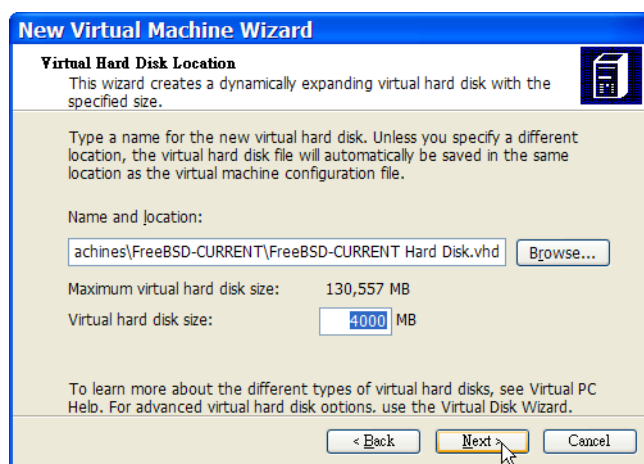 New Virtual Machine Wizard
Virtual Hard Disk Location
This wizard creates a dynamically expanding virtual hard disk with the
specified size.
Type a name for the new virtual hard disk. Unless you specify a different
location, the virtual hard disk file will automatically be saved in the same
location as the virtual machine configuration file.
Name and location:
achines\FreeBSD-CURRENT\FreeBSD-CURRENT Hard Disk.vhd Browse...
Maximum virtual hard disk size: 130,557 MB
Virtual hard disk size: 4000 MB
To learn more about the different types of virtual hard disks, see Virtual PC
Help. For advanced virtual hard disk options, use the Virtual Disk Wizard.
< Back Next > Cancel